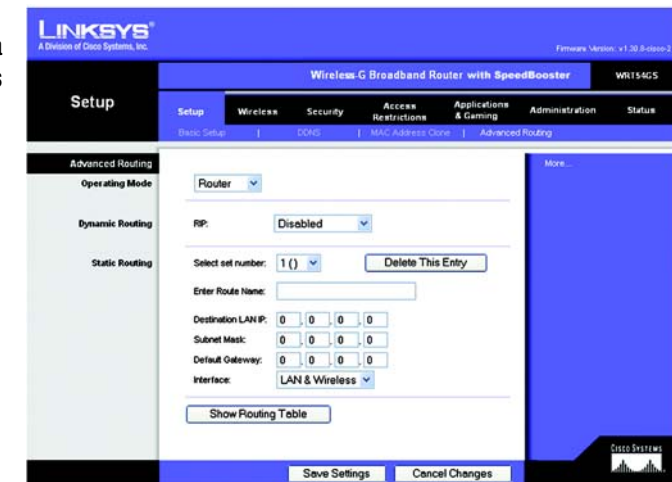 LINKSYS®
A Division of Cisco Systems, Inc.
Firmware Version: v1.30.8-cisco-2
Wireless-G Broadband Router with SpeedBooster
WRT54GS
Setup
Setup
Wireless
Security
Access Restrictions
Applications & Gaming
Administration
Status
Basic Setup | DDNS | MAC Address Clone | Advanced Routing
Advanced Routing
More...
Operating Mode
Router
Dynamic Routing
RIP:
Disabled
Static Routing
Select set number:
1 ()
Delete This Entry
Enter Route Name:
Destination LAN IP: 0 . 0 . 0 . 0
Subnet Mask: 0 . 0 . 0 . 0
Default Gateway: 0 . 0 . 0 . 0
Interface: LAN & Wireless
Show Routing Table
CISCO SYSTEMS
Save Settings
Cancel Changes